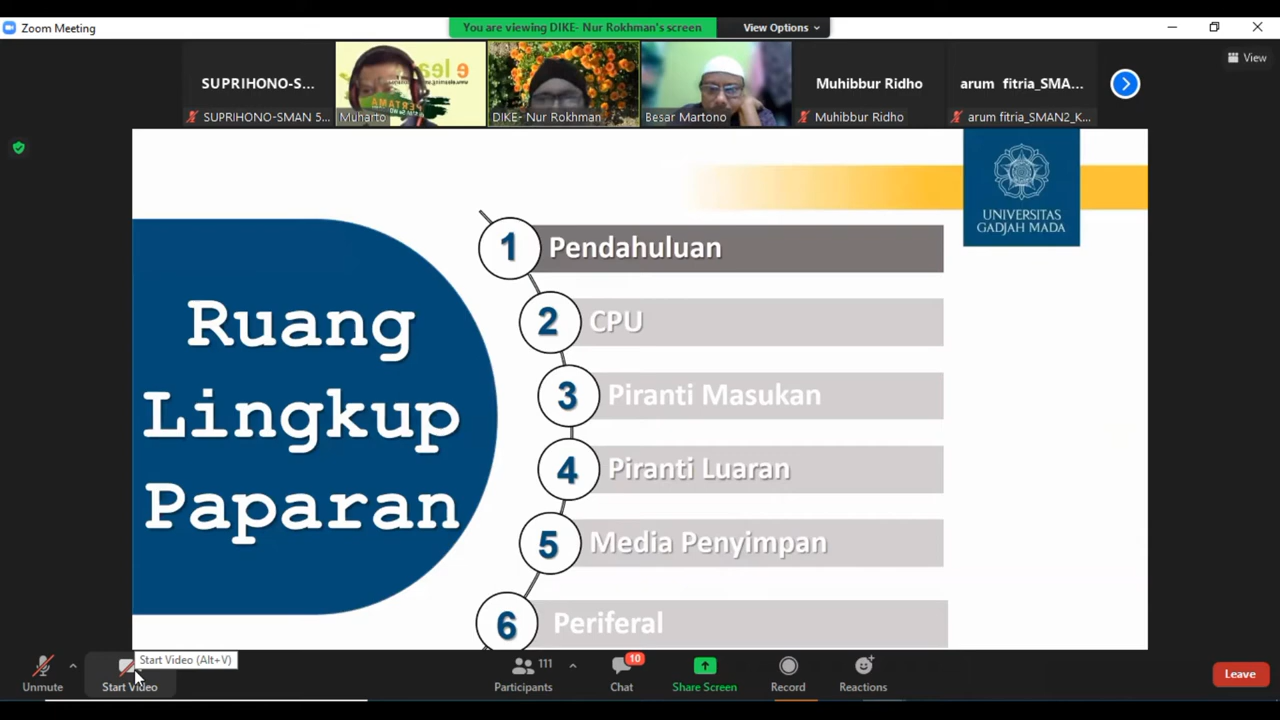 Zoom Meeting
You are viewing DIKE- Nur Rokhman's screen
View Options
View
SUPRIHONO-S...
SUPRIHONO-SMAN 5...
PERTAMA
Muharto
DIKE- Nur Rokhman
Besar Martono
Muhibbur Ridho
Muhibbur Ridho
arum fitria_SMA...
arum fitria_SMAN2_K...
UNIVERSITAS
GADJAH MADA
Ruang
Lingkup
Paparan
1 Pendahuluan
2 CPU
3 Piranti Masukan
4 Piranti Luaran
5 Media Penyimpan
6 Periferal
Start Video (Alt+V)
Unmute
Start Video
111
Participants
10
Chat
Share Screen
Record
Reactions
Leave